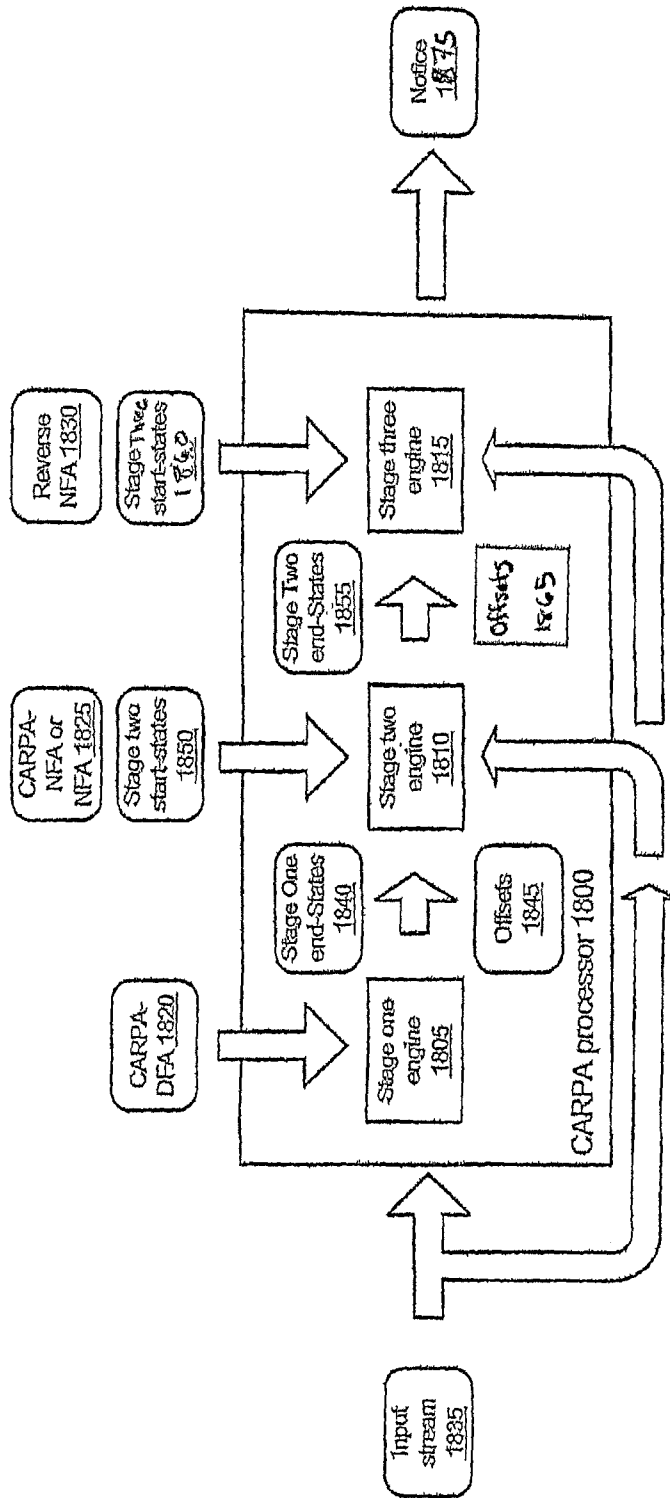 Input
stream
1835
CARPA-
DFA 1820
Stage one
engine
1805
Stage One
end-States
1840
Offsets
1845
CARPA-
NFA or
NFA 1825
Stage two
start-states
1850
Stage two
engine
1810
Stage Two
end-States
1855
Offsets
1865
Reverse
NFA 1830
Stage Three
start-states
1860
Stage three
engine
1815
CARPA processor 1800
Notice
1875